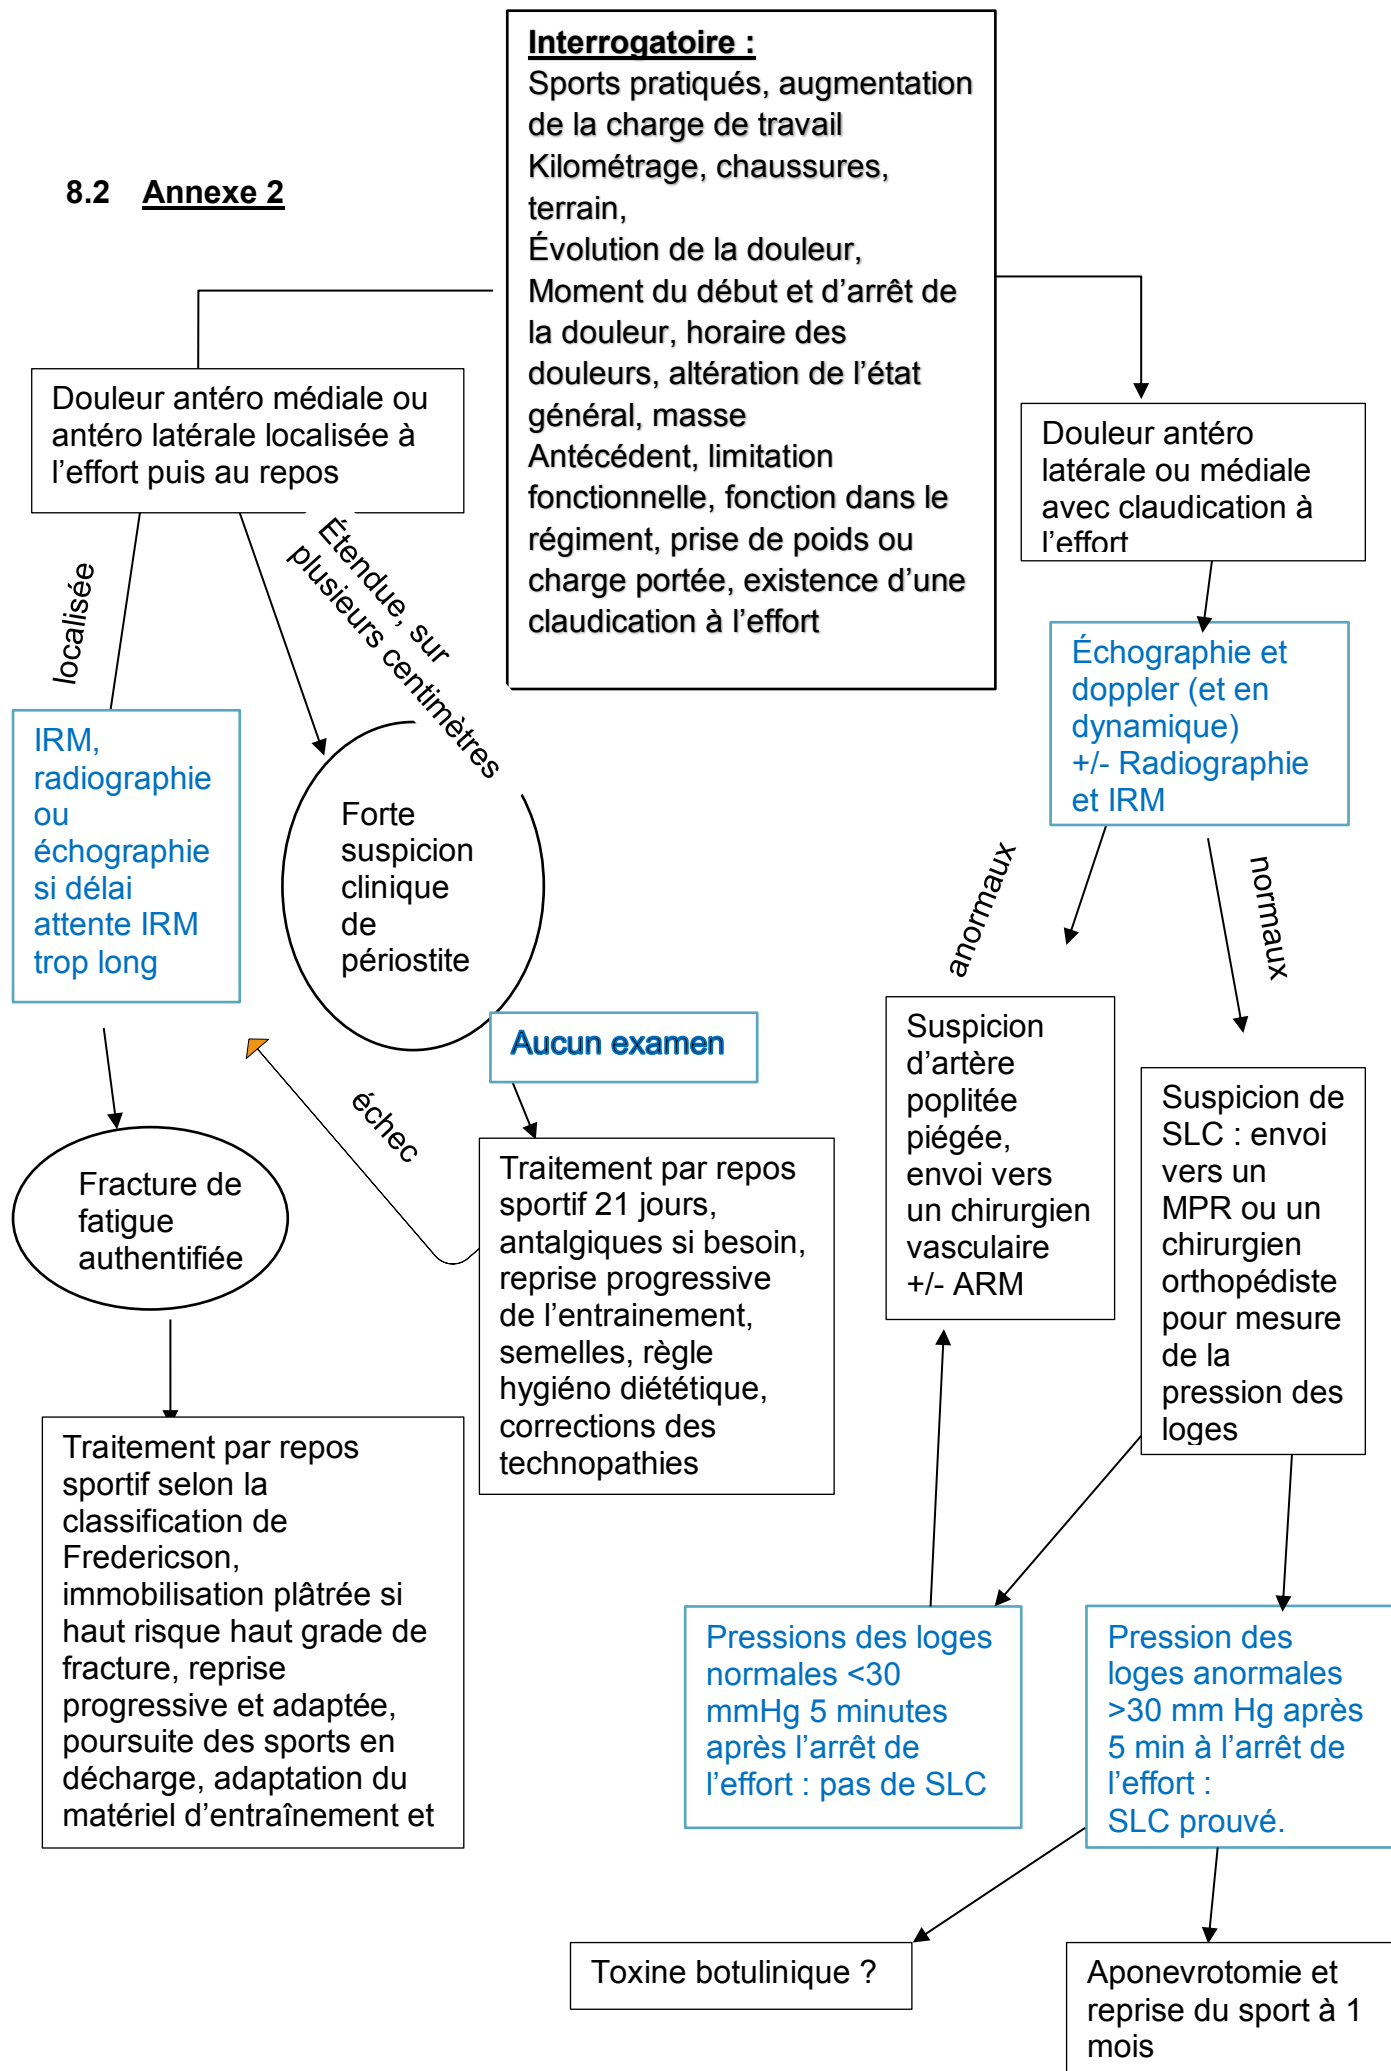 8.2 Annexe 2
Interrogatoire :
Sports pratiqués, augmentation
de la charge de travail
Kilométrage, chaussures,
terrain,
Évolution de la douleur,
Moment du début et d’arrêt de
la douleur, horaire des
douleurs, altération de l’état
général, masse
Antécédent, limitation
fonctionnelle, fonction dans le
régiment, prise de poids ou
charge portée, existence d’une
claudication à l’effort
Douleur antéro médiale ou
antéro latérale localisée à
l’effort puis au repos
localisée
Étendue, sur
plusieurs centimètres
IRM,
radiographie
ou
échographie
si délai
attente IRM
trop long
Forte
suspicion
clinique
de
périostite
Aucun examen
échec
Fracture de
fatigue
authentifiée
Traitement par repos
sportif 21 jours,
antalgiques si besoin,
reprise progressive
de l’entrainement,
semelles, règle
hygiéno diététique,
corrections des
technopathies
Traitement par repos
sportif selon la
classification de
Fredericson,
immobilisation plâtrée si
haut risque haut grade de
fracture, reprise
progressive et adaptée,
poursuite des sports en
décharge, adaptation du
matériel d’entraînement et
Douleur antéro
latérale ou médiale
avec claudication à
l’effort
Échographie et
doppler (et en
dynamique)
+/- Radiographie
et IRM
anormaux
normaux
Suspicion
d’artère
poplitée
piégée,
envoi vers
un chirurgien
vasculaire
+/- ARM
Suspicion de
SLC : envoi
vers un
MPR ou un
chirurgien
orthopédiste
pour mesure
de la
pression des
loges
Pressions des loges
normales <30
mmHg 5 minutes
après l’arrêt de
l’effort : pas de SLC
Pression des
loges anormales
>30 mm Hg après
5 min à l’arrêt de
l’effort :
SLC prouvé.
Toxine botulinique ?
Aponevrotomie et
reprise du sport à 1
mois